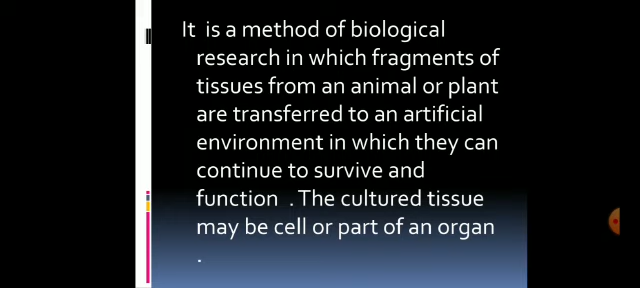 It is a method of biological
research in which fragments of
tissues from an animal or plant
are transferred to an artificial
environment in which they can
continue to survive and
function . The cultured tissue
may be cell or part of an organ
.